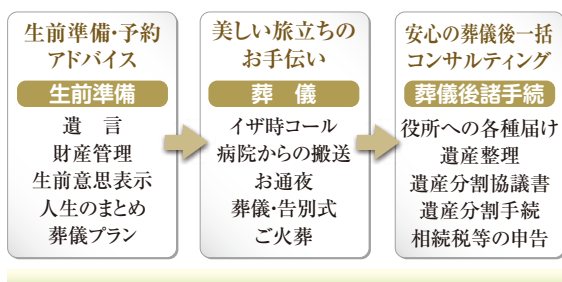 生前準備・予約
アドバイス
生前準備
遺　言
財産管理
生前意思表示
人生のまとめ
葬儀プラン
美しい旅立ちの
お手伝い
葬　儀
イザ時コール
病院からの搬送
お通夜
葬儀・告別式
ご火葬
安心の葬儀後一括
コンサルティング
葬儀後諸手続
役所への各種届け
遺産整理
遺産分割協議書
遺産分割手続
相続税等の申告